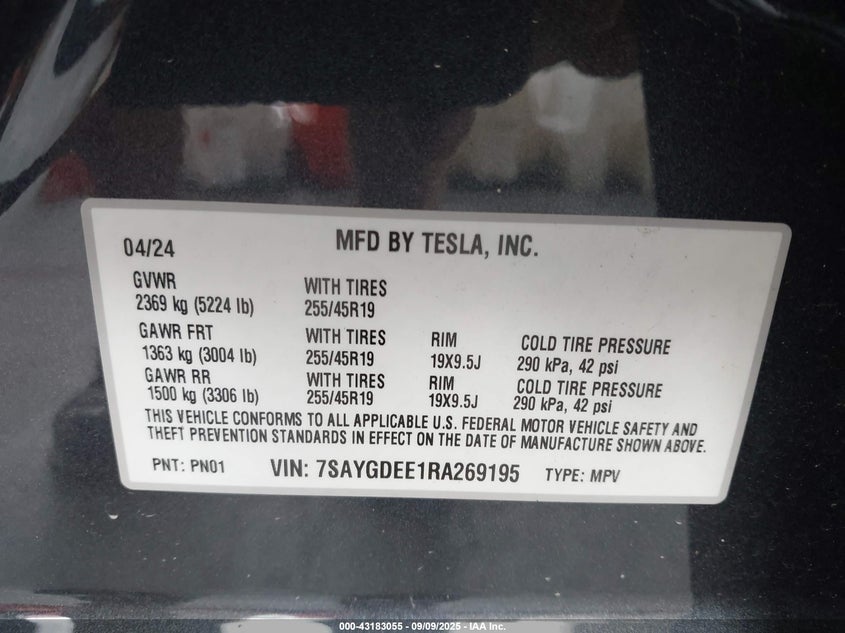 04/24 MFD BY TESLA, INC.
GVWR WITH TIRES
2369 kg (5224 lb) 255/45R19
GAWR FRT WITH TIRES RIM COLD TIRE PRESSURE
1363 kg (3004 lb) 255/45R19 19X9.5J 290 kPa, 42 psi
GAWR RR WITH TIRES RIM COLD TIRE PRESSURE
1500 kg (3306 lb) 255/45R19 19X9.5J 290 kPa, 42 psi
THIS VEHICLE CONFORMS TO ALL APPLICABLE U.S. FEDERAL MOTOR VEHICLE SAFETY AND
THEFT PREVENTION STANDARDS IN EFFECT ON THE DATE OF MANUFACTURE SHOWN ABOVE.
PNT: PN01 VIN: 7SAYGDEE1RA269195 TYPE: MPV
000-43183055 - 09/09/2025 - IAA Inc.